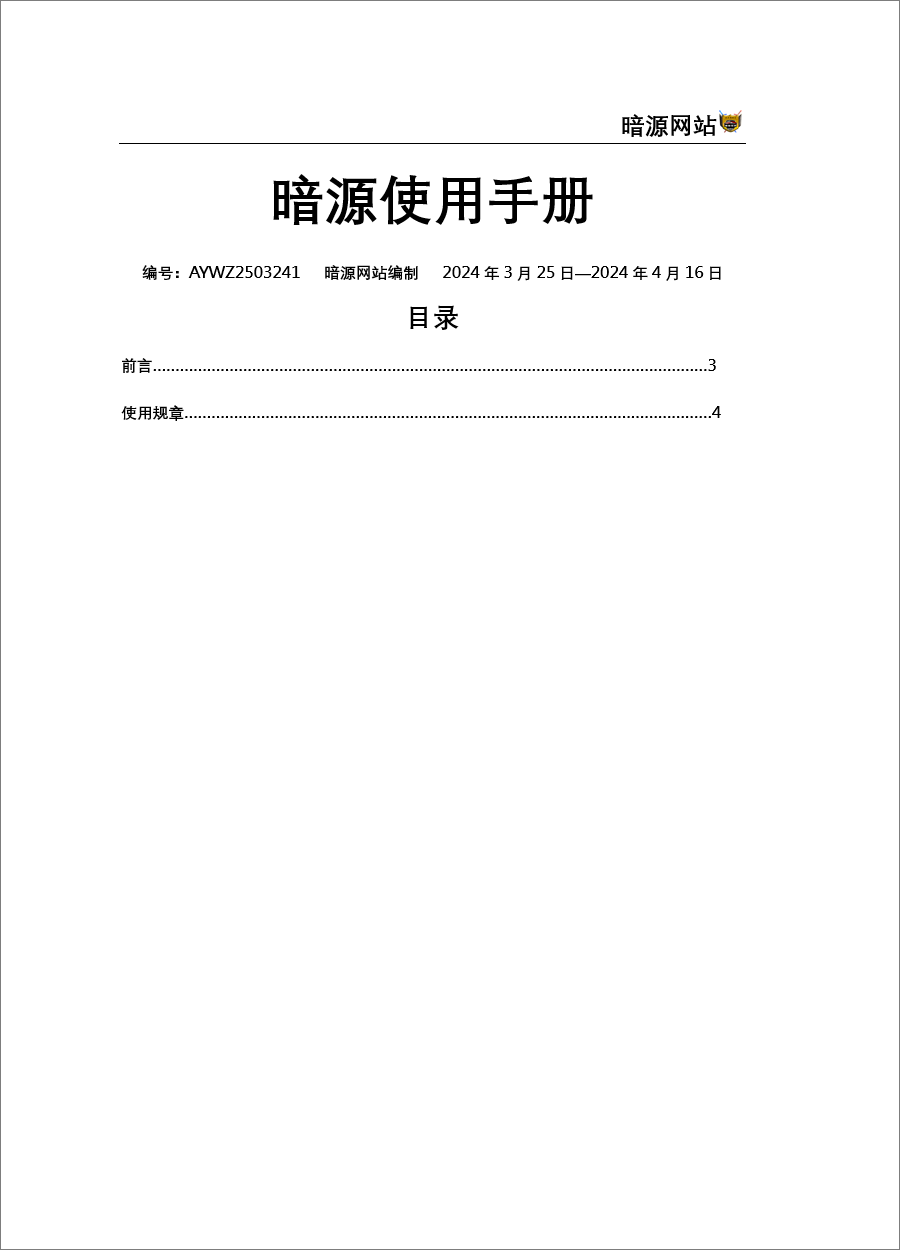 暗源网站
暗源使用手册
编号：AYWZ2503241 暗源网站编制 2024 年 3 月 25 日—2024 年 4 月 16 日
目录
前言........................................................................................................................3
使用规章..................................................................................................................4